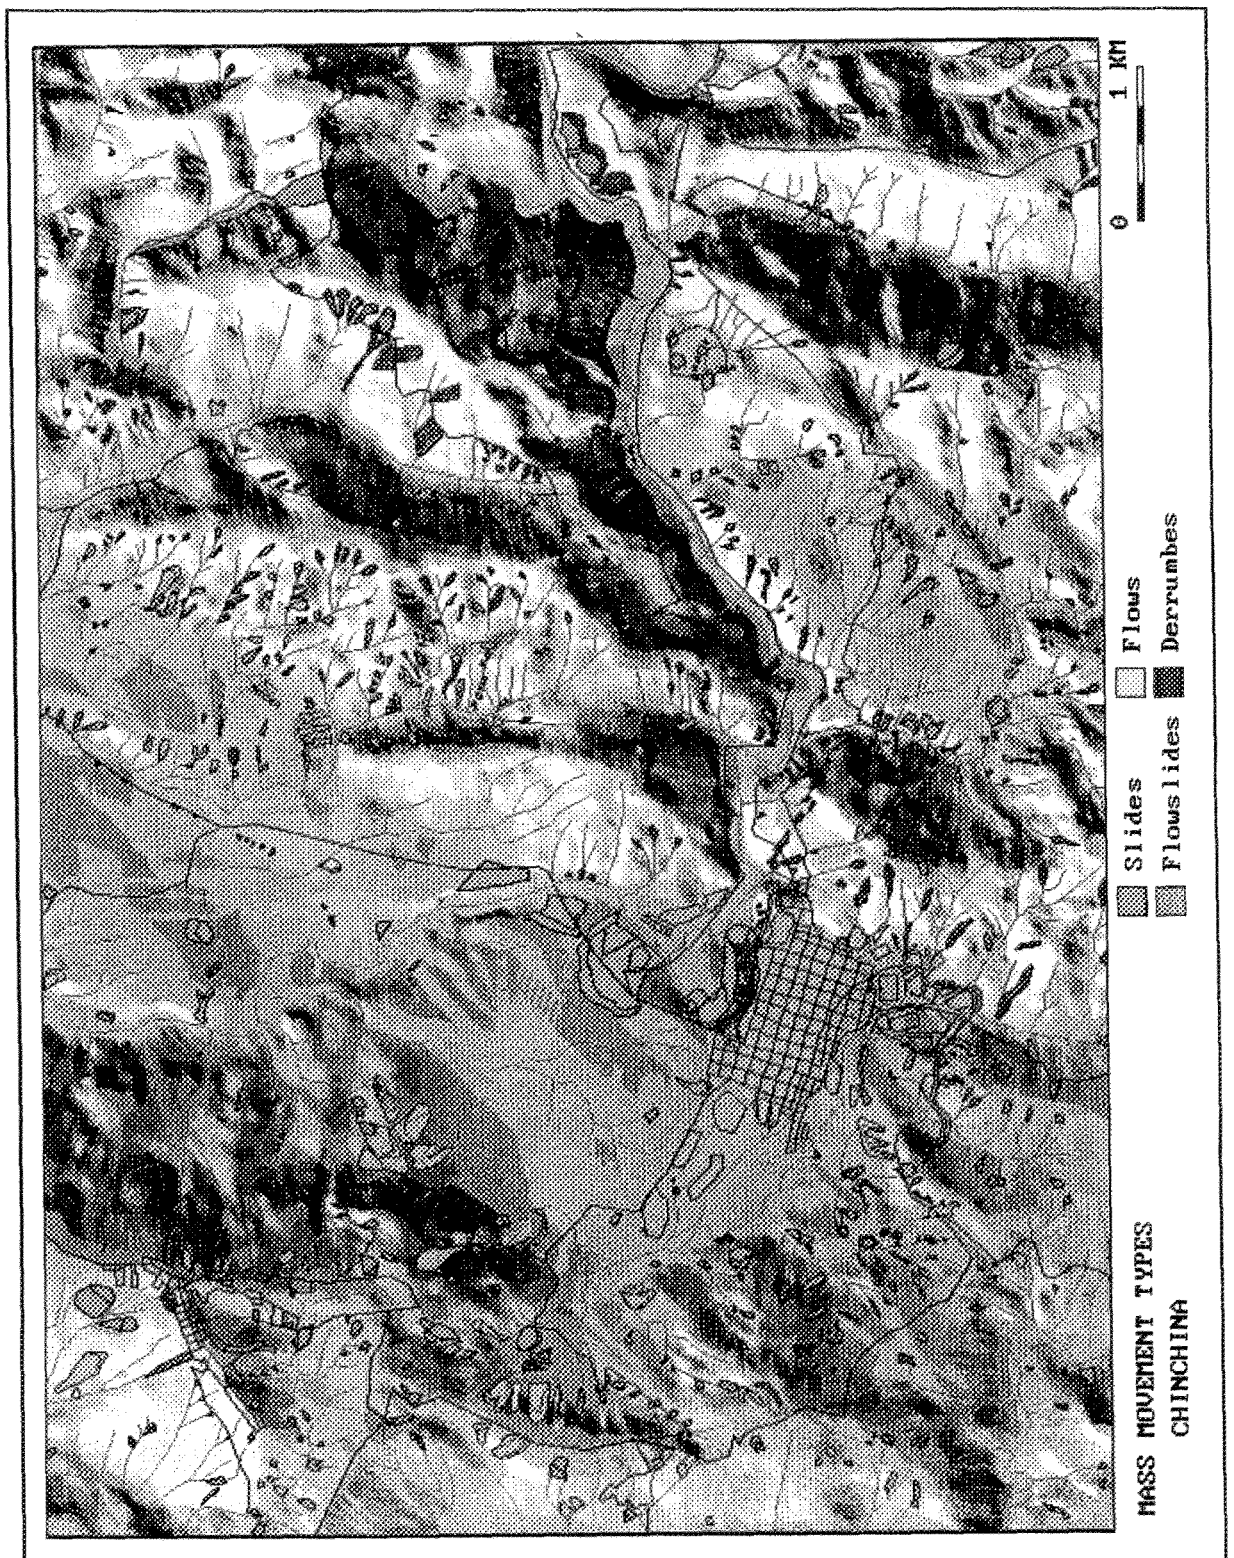 MASS MOVEMENT TYPES
CHINCHINA
Slides
Flowslides
Flows
Derrumbes
0 1 KM